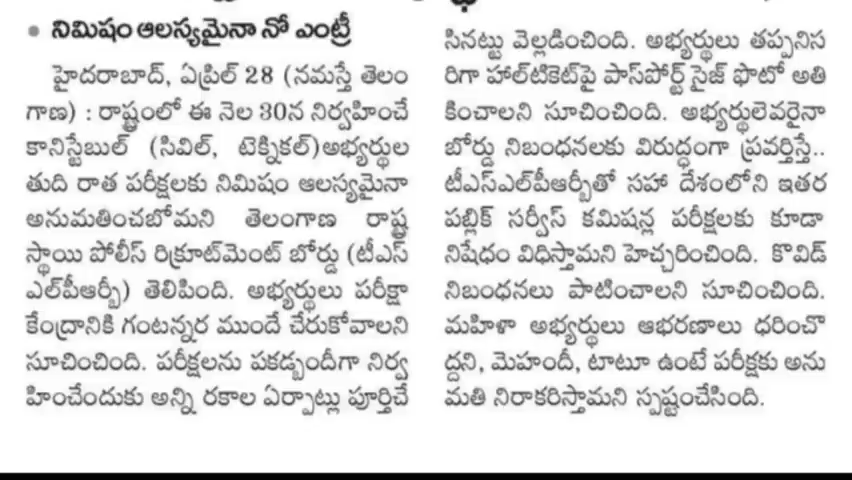 • నిమిషం ఆలస్యమైనా నో ఎంట్రీ
హైదరాబాద్, ఏప్రిల్ 28 (నమస్తే తెలం
గాణ) : రాష్ట్రంలో ఈ నెల 30న నిర్వహించే
కానిస్టేబుల్ (సివిల్, టెక్నికల్)అభ్యర్థుల
తుది రాత పరీక్షలకు నిమిషం ఆలస్యమైనా
అనుమతించబోమని తెలంగాణ రాష్ట్ర
స్థాయి పోలీస్ రిక్రూట్‌మెంట్ బోర్డు (టీఎస్
ఎల్‌పీఆర్బీ) తెలిపింది. అభ్యర్థులు పరీక్షా
కేంద్రానికి గంటన్నర ముందే చేరుకోవాలని
సూచించింది. పరీక్షలను పకడ్బందీగా నిర్వ
హించేందుకు అన్ని రకాల ఏర్పాట్లు పూర్తిచే
సినట్టు వెల్లడించింది. అభ్యర్థులు తప్పనిస
రిగా హాల్‌టికెట్‌పై పాస్‌పోర్ట్ సైజ్ ఫొటో అతి
కించాలని సూచించింది. అభ్యర్థులెవరైనా
బోర్డు నిబంధనలకు విరుద్ధంగా ప్రవర్తిస్తే..
టీఎస్‌ఎల్‌పీఆర్బీతో సహా దేశంలోని ఇతర
పబ్లిక్ సర్వీస్ కమిషన్ల పరీక్షలకు కూడా
నిషేధం విధిస్తామని హెచ్చరించింది. కొవిడ్
నిబంధనలు పాటించాలని సూచించింది.
మహిళా అభ్యర్థులు ఆభరణాలు ధరించొ
ద్దని, మెహందీ, టాటూ ఉంటే పరీక్షకు అను
మతి నిరాకరిస్తామని స్పష్టంచేసింది.